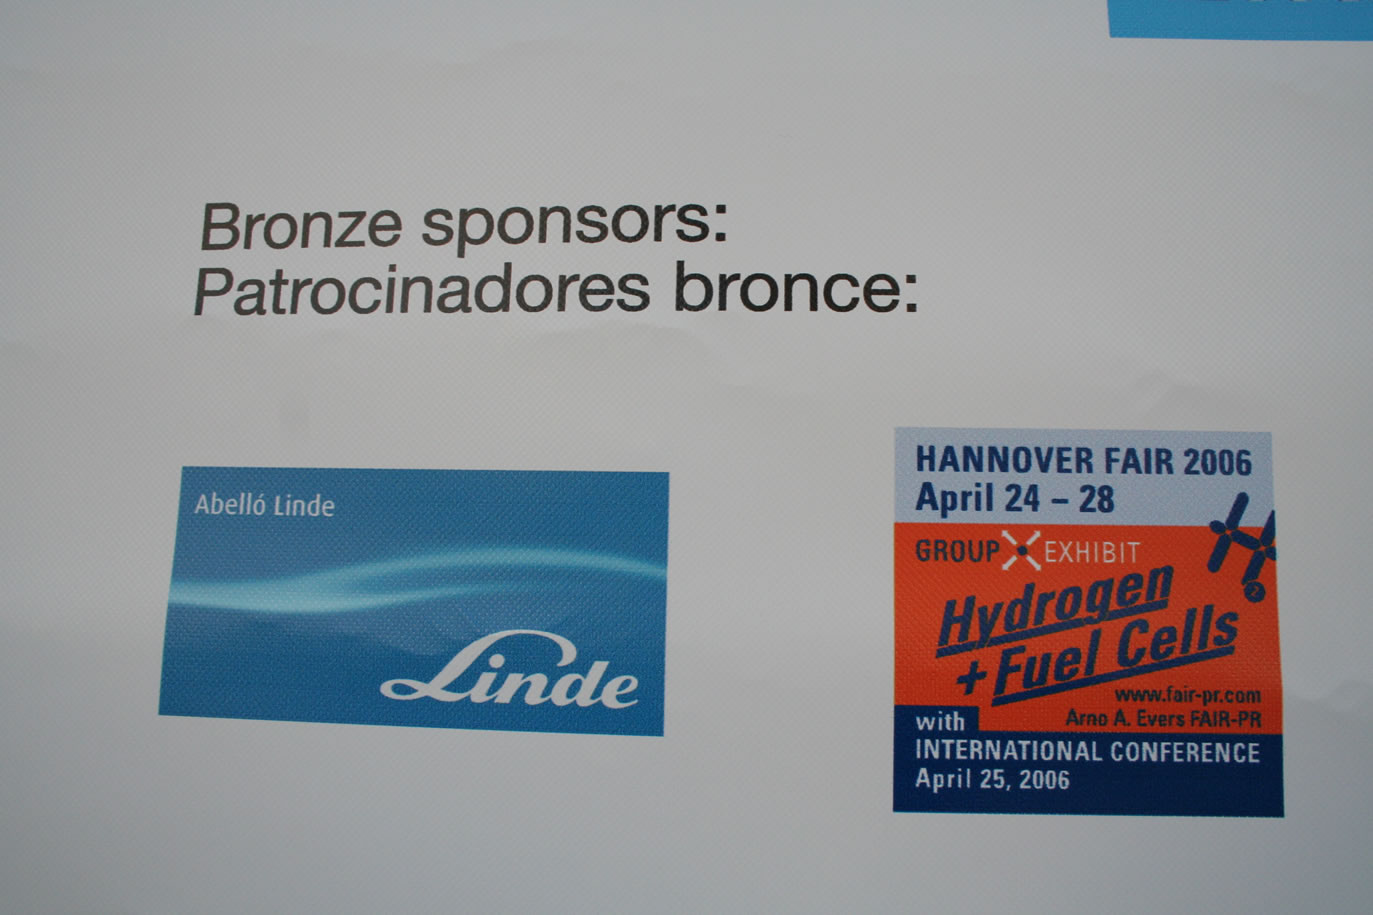 Bronze sponsors:
Patrocinadores bronce:
Abelló Linde
Linde
HANNOVER FAIR 2006
April 24 – 28
GROUP EXHIBIT
Hydrogen
+ Fuel Cells
H2
www.fair-pr.com
Arno A. Evers FAIR-PR
with
INTERNATIONAL CONFERENCE
April 25, 2006